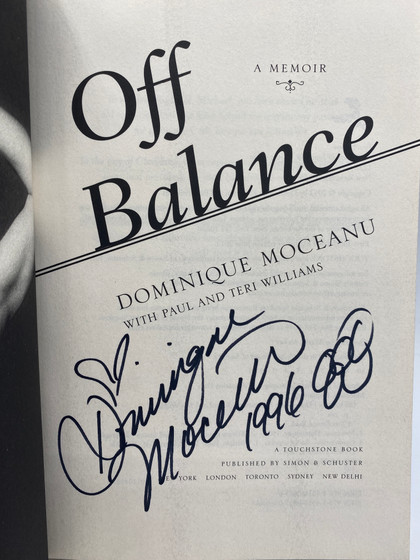 Off
A MEMOIR
Balance
DOMINIQUE MOCEANU
WITH PAUL AND TERI WILLIAMS
Dominique
Moceanu
1996
A TOUCHSTONE BOOK
PUBLISHED BY SIMON & SCHUSTER
YORK LONDON TORONTO SYDNEY NEW DELHI